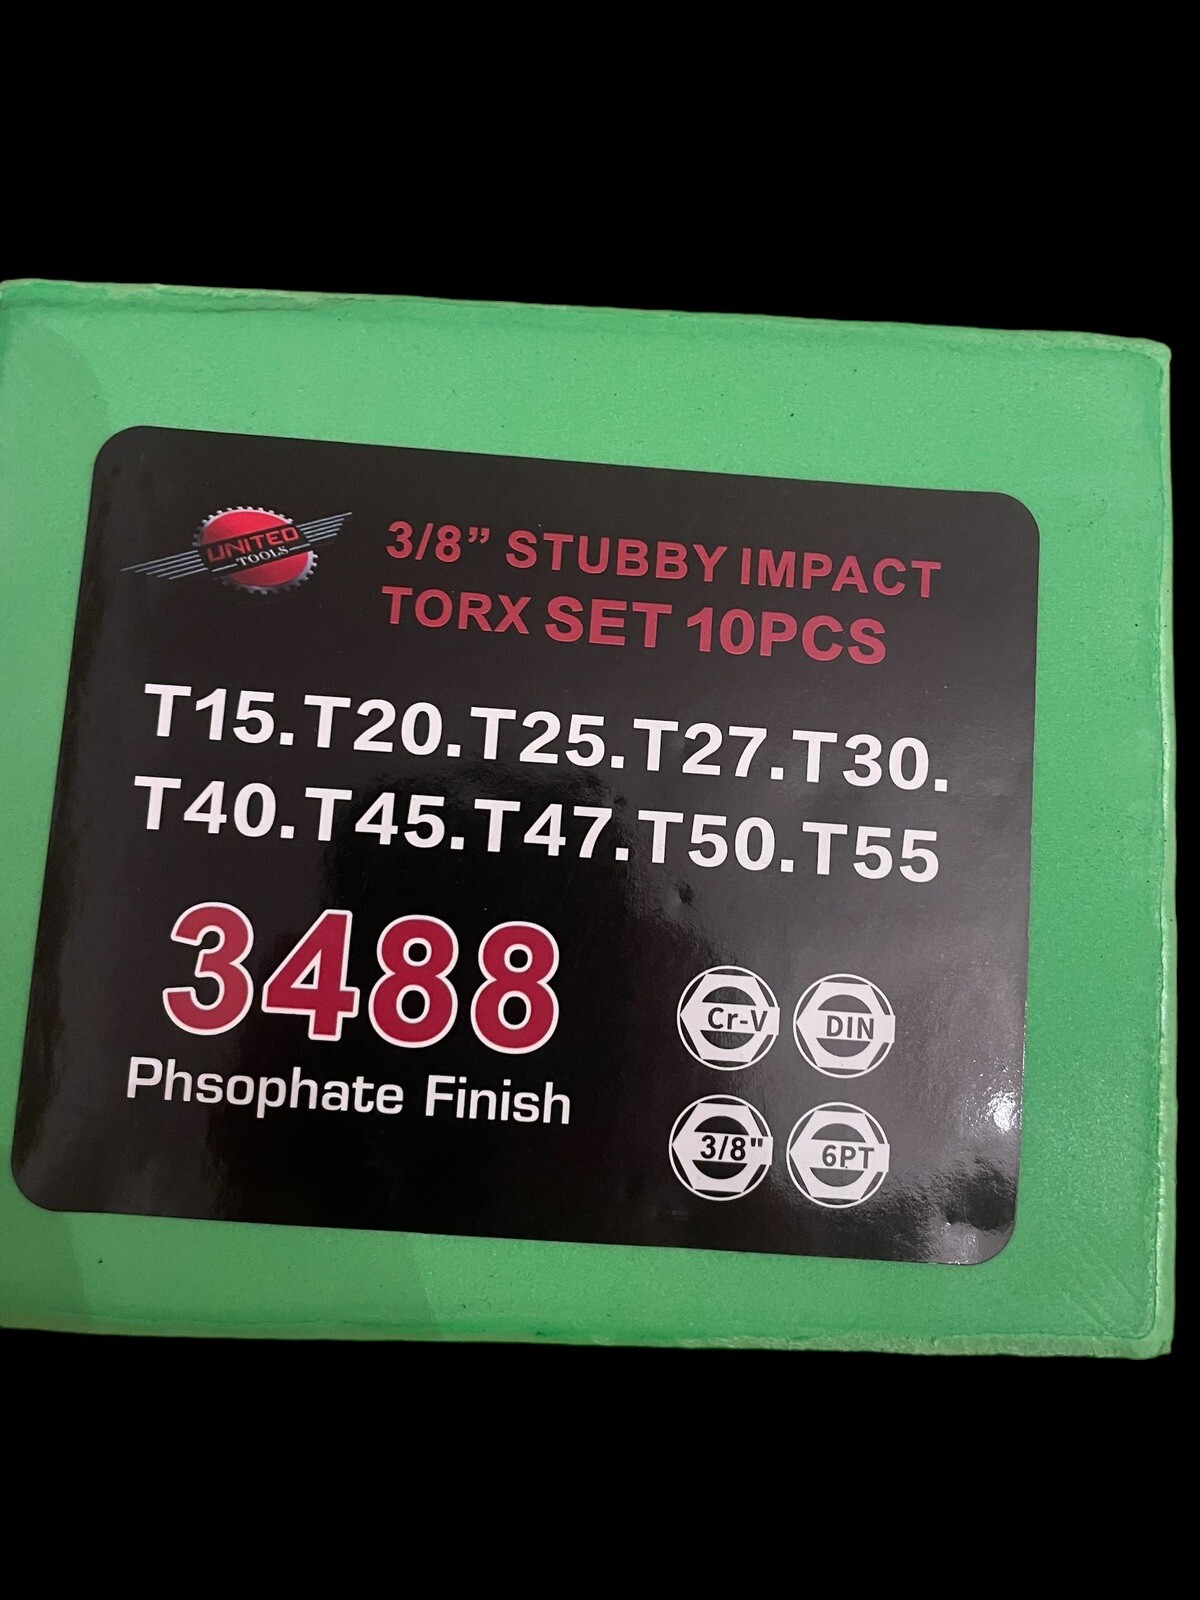 UNITED
TOOLS
3/8” STUBBY IMPACT
TORX SET 10PCS
T15.T20.T25.T27.T30.
T40.T45.T47.T50.T55
3488
Phsophate Finish
Cr-V
DIN
3/8"
6PT